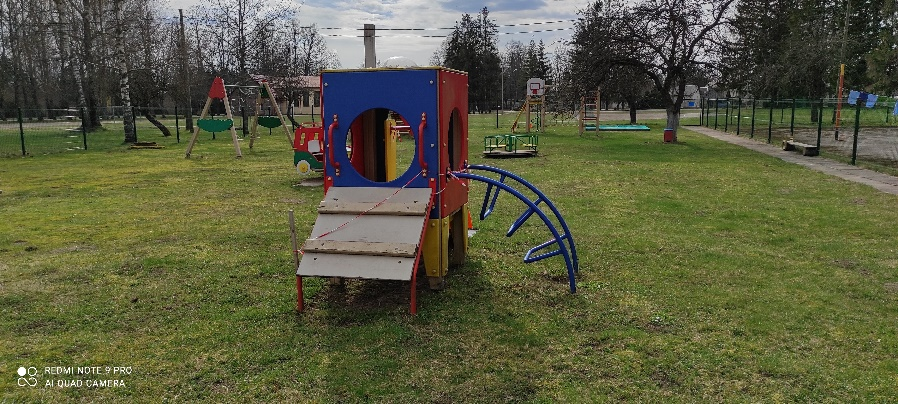 REDMI NOTE 9 PRO
AI QUAD CAMERA